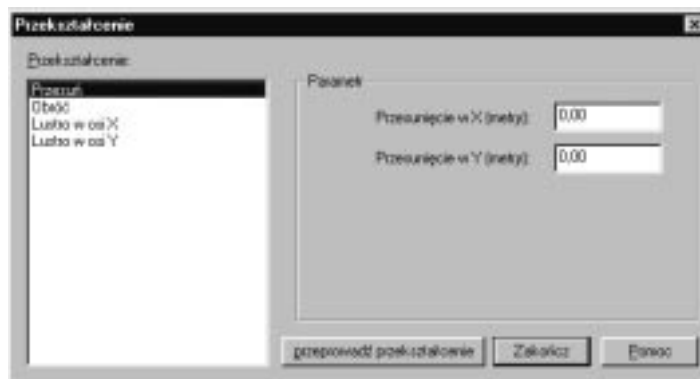 Przekształcenie
Przekształcenie:
Przesuń
Obróć
Lustro w osi X
Lustro w osi Y
Parametr
Przesunięcie w X (metry):
0,00
Przesunięcie w Y (metry):
0,00
przeprowadź przekształcenie
Zakończ
Pomoc